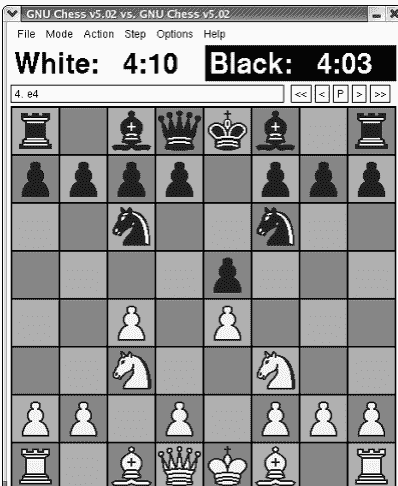 GNU Chess v5.02 vs. GNU Chess v5.02
File Mode Action Step Options Help
White: 4:10 Black: 4:03
4. e4 << < P > >>